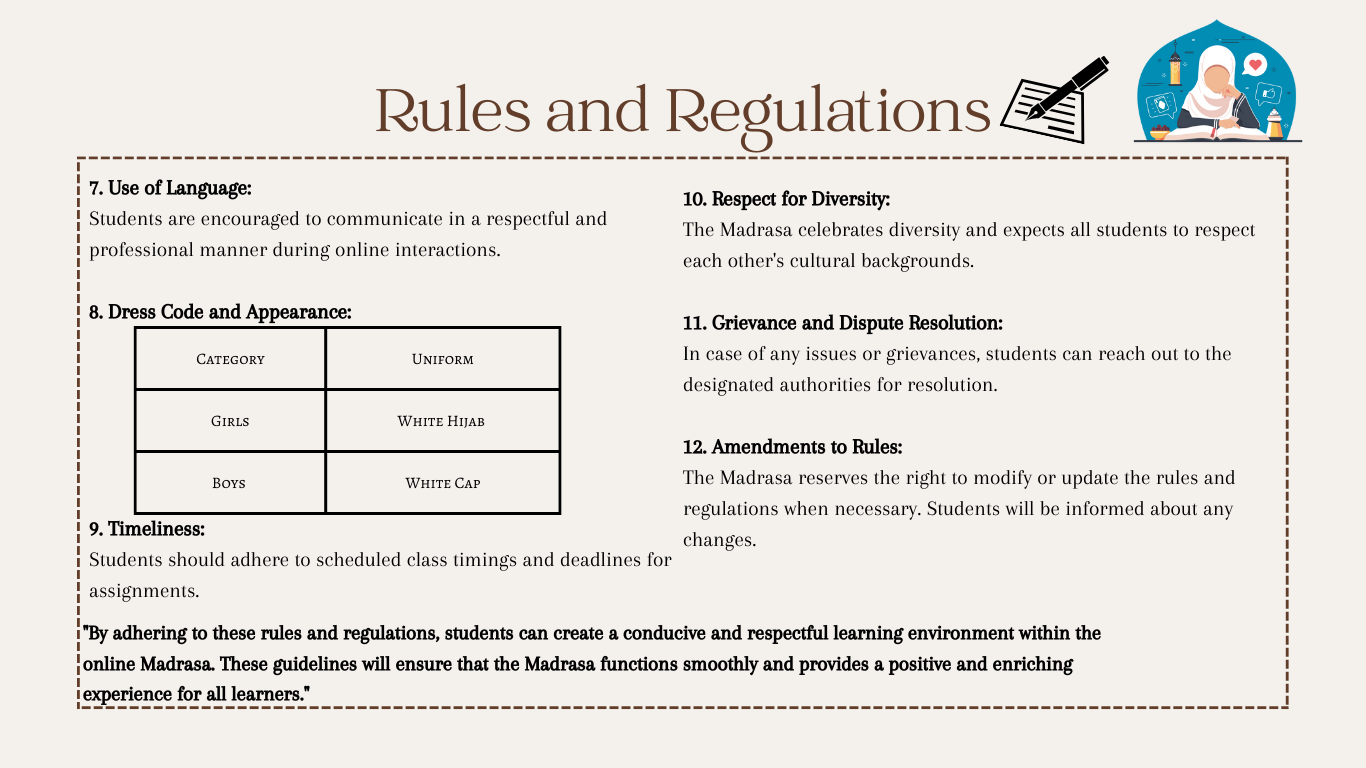 Rules and Regulations
7. Use of Language:
Students are encouraged to communicate in a respectful and
professional manner during online interactions.
8. Dress Code and Appearance:
Category Uniform
Girls White Hijab
Boys White Cap
9. Timeliness:
Students should adhere to scheduled class timings and deadlines for
assignments.
10. Respect for Diversity:
The Madrasa celebrates diversity and expects all students to respect
each other's cultural backgrounds.
11. Grievance and Dispute Resolution:
In case of any issues or grievances, students can reach out to the
designated authorities for resolution.
12. Amendments to Rules:
The Madrasa reserves the right to modify or update the rules and
regulations when necessary. Students will be informed about any
changes.
"By adhering to these rules and regulations, students can create a conducive and respectful learning environment within the
online Madrasa. These guidelines will ensure that the Madrasa functions smoothly and provides a positive and enriching
experience for all learners."